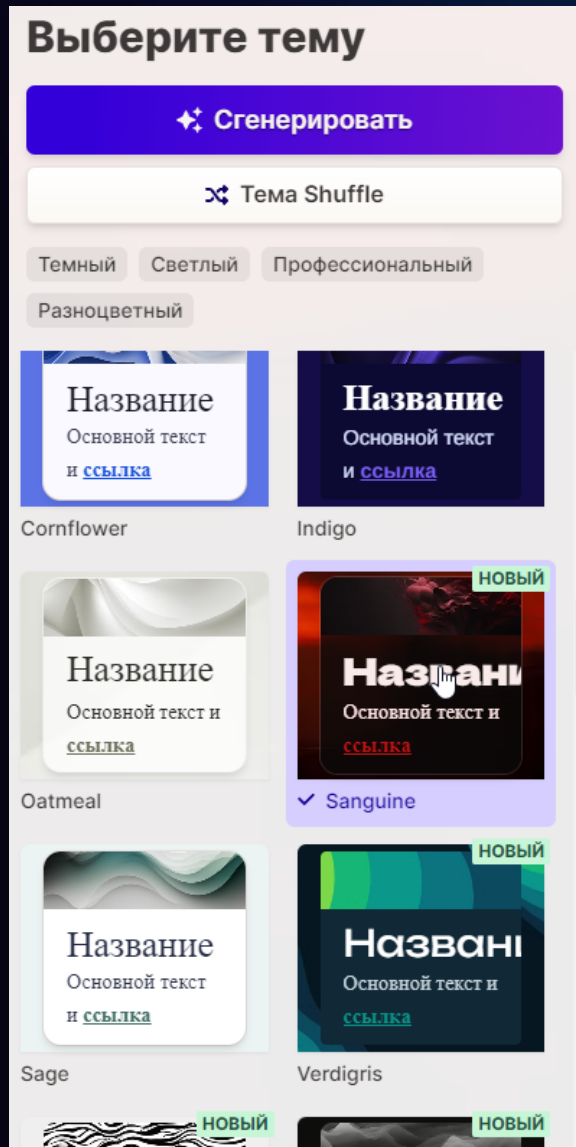 Выберите тему
Сгенерировать
Тема Shuffle
Темный Светлый Профессиональный
Разноцветный
Название
Основной текст
и ссылка
Cornflower
Название
Основной текст
и ссылка
Indigo
Название
Основной текст и
ссылка
Oatmeal
НОВЫЙ
Названи
Основной текст и
ссылка
Sanguine
Название
Основной текст
и ссылка
Sage
НОВЫЙ
Названи
Основной текст и
ссылка
Verdigris
НОВЫЙ
НОВЫЙ